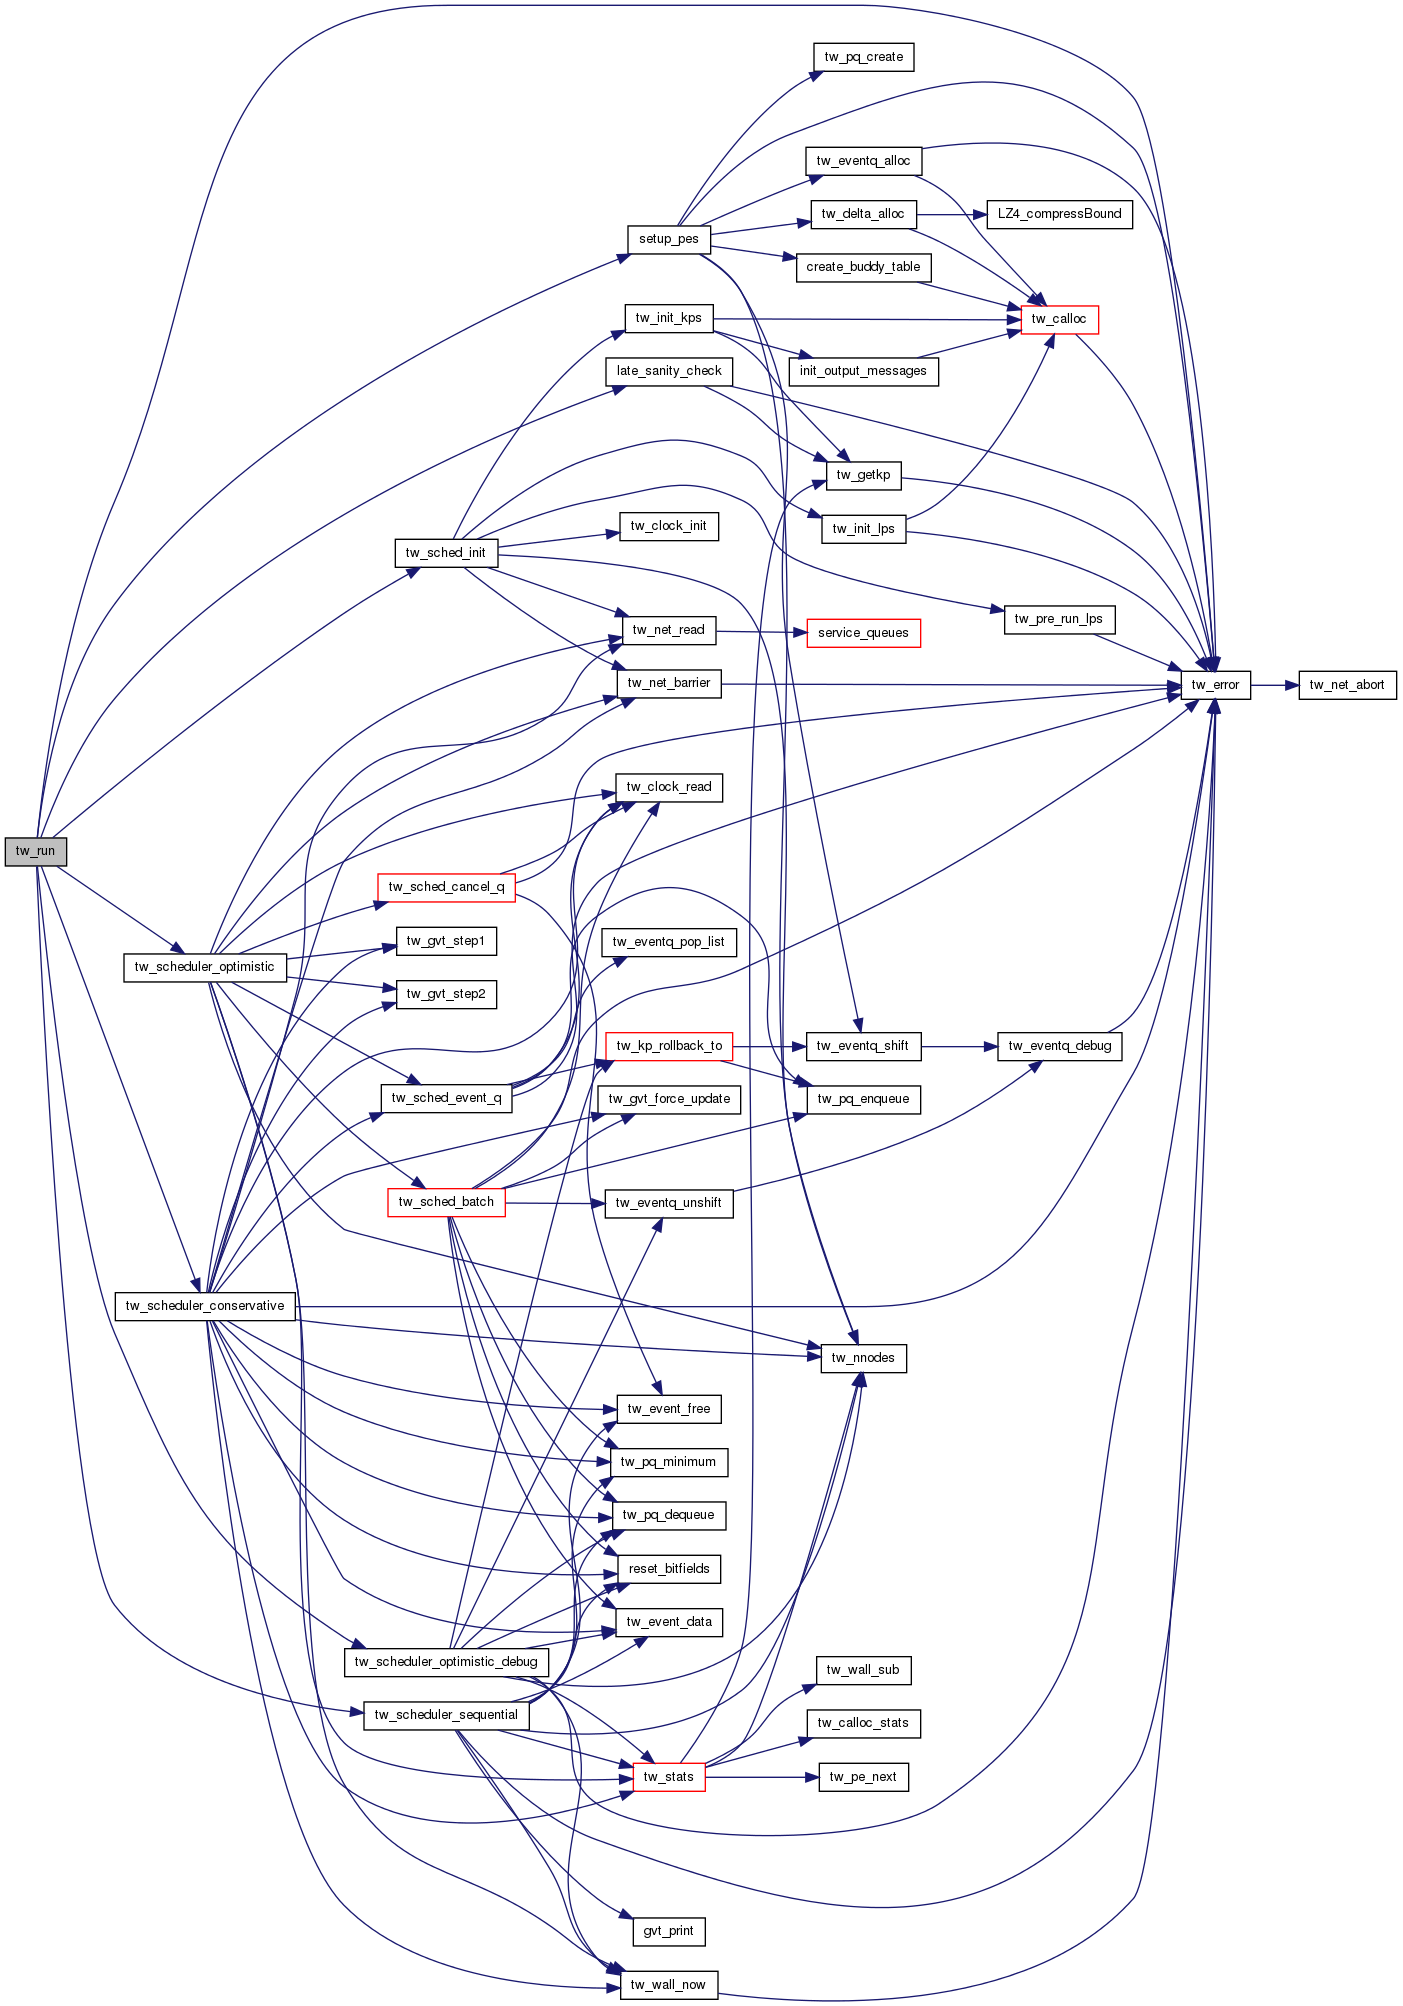 tw_pq_create
tw_eventq_alloc
tw_delta_alloc
LZ4_compressBound
setup_pes
create_buddy_table
tw_init_kps
tw_calloc
late_sanity_check
init_output_messages
tw_getkp
tw_clock_init
tw_init_lps
tw_sched_init
tw_pre_run_lps
tw_net_read
service_queues
tw_net_barrier
tw_error
tw_net_abort
tw_clock_read
tw_run
tw_sched_cancel_q
tw_gvt_step1
tw_eventq_pop_list
tw_scheduler_optimistic
tw_gvt_step2
tw_kp_rollback_to
tw_eventq_shift
tw_eventq_debug
tw_sched_event_q
tw_gvt_force_update
tw_pq_enqueue
tw_sched_batch
tw_eventq_unshift
tw_scheduler_conservative
tw_nnodes
tw_event_free
tw_pq_minimum
tw_pq_dequeue
reset_bitfields
tw_event_data
tw_scheduler_optimistic_debug
tw_wall_sub
tw_scheduler_sequential
tw_calloc_stats
tw_stats
tw_pe_next
gvt_print
tw_wall_now